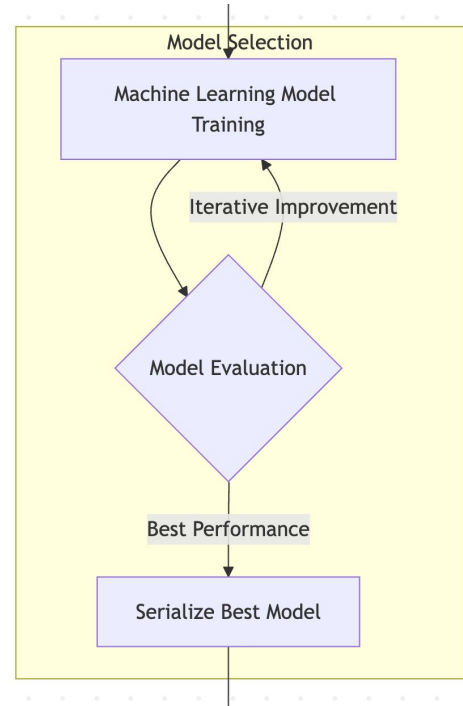 Model Selection
Machine Learning Model
Training
Iterative Improvement
Model Evaluation
Best Performance
Serialize Best Model